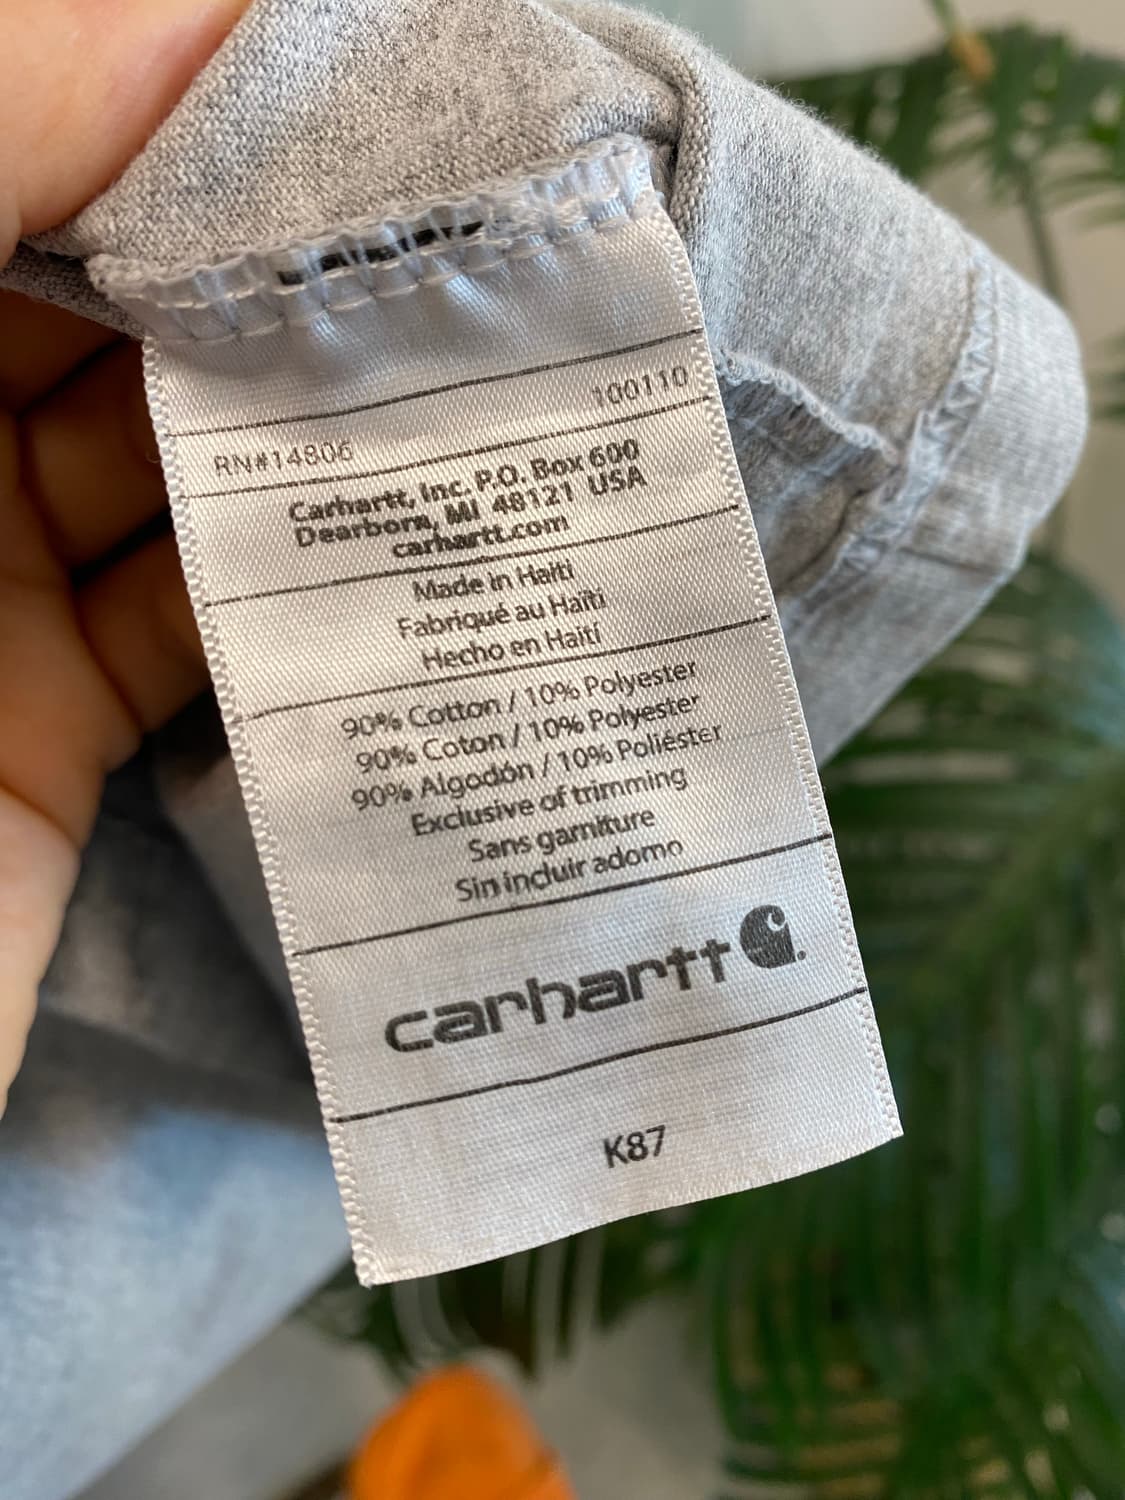 100110
RN#14806
Carhartt, Inc. P.O. Box 600
Dearborn, MI 48121 USA
carhartt.com
Made in Haiti
Fabriqué au Haïti
Hecho en Haití
90% Cotton / 10% Polyester
90% Coton / 10% Polyester
90% Algodón / 10% Poliéster
Exclusive of trimming
Sans garniture
Sin incluir adorno
carhartt
K87